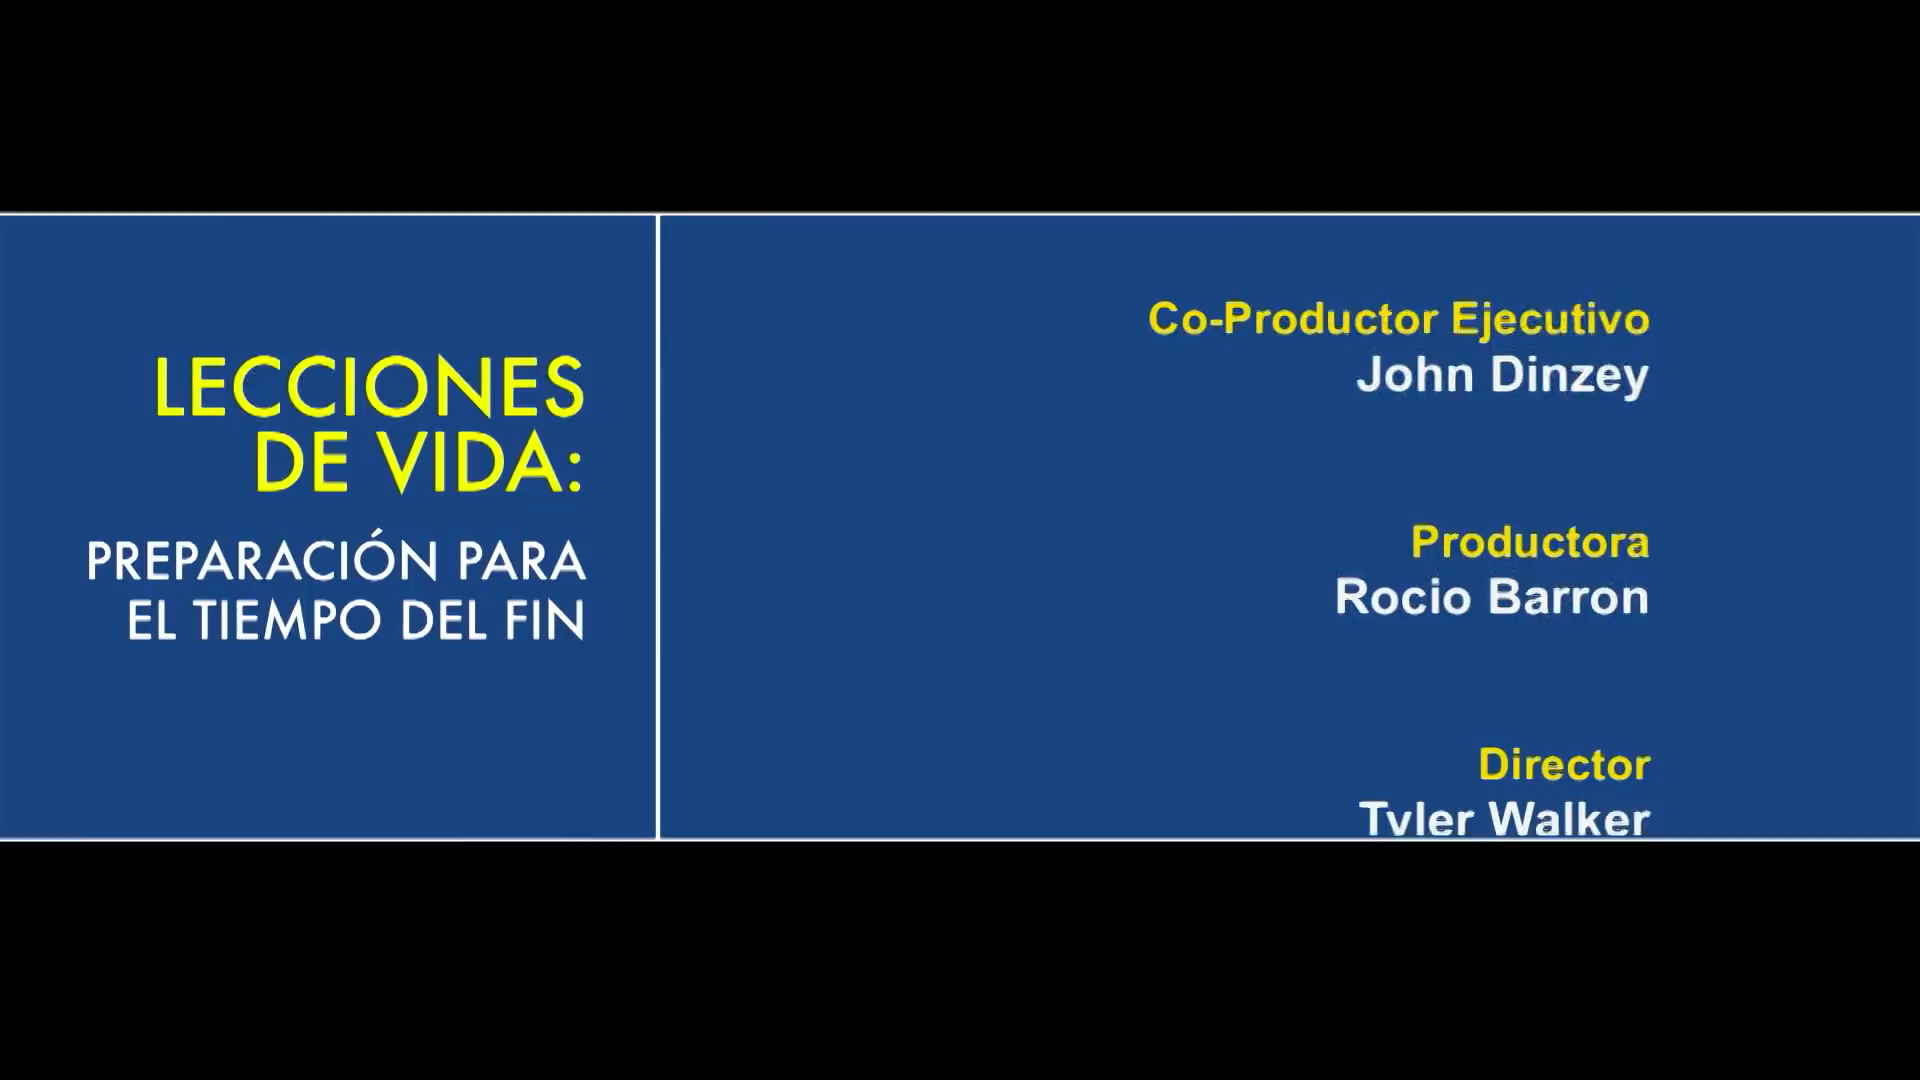 LECCIONES
DE VIDA:
PREPARACIÓN PARA
EL TIEMPO DEL FIN
Co-Productor Ejecutivo
John Dinzey
Productora
Rocio Barron
Director
Tyler Walker